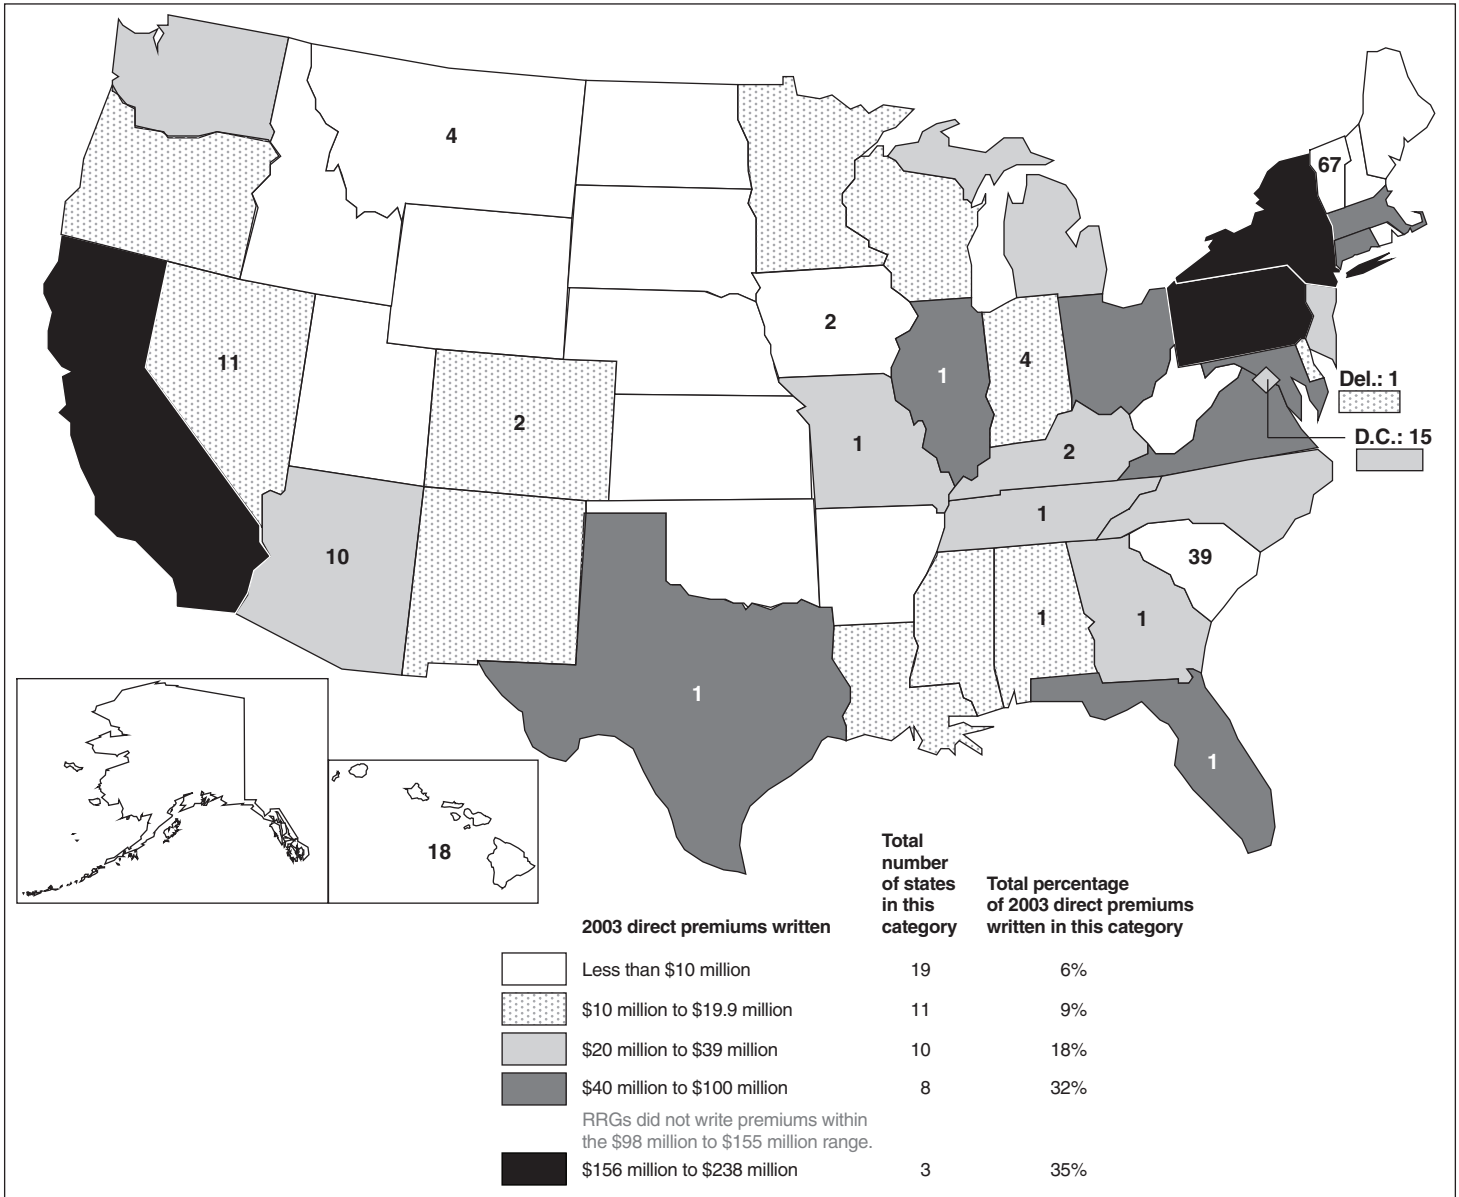 4
67
2
11
1
4
Del.: 1
2
D.C.: 15
1
2
1
10
39
1
1
1
1
18
Total
number
of states
in this
category
Total percentage
of 2003 direct premiums
written in this category
2003 direct premiums written
Less than $10 million 19 6%
$10 million to $19.9 million 11 9%
$20 million to $39 million 10 18%
$40 million to $100 million 8 32%
RRGs did not write premiums within
the $98 million to $155 million range.
$156 million to $238 million 3 35%